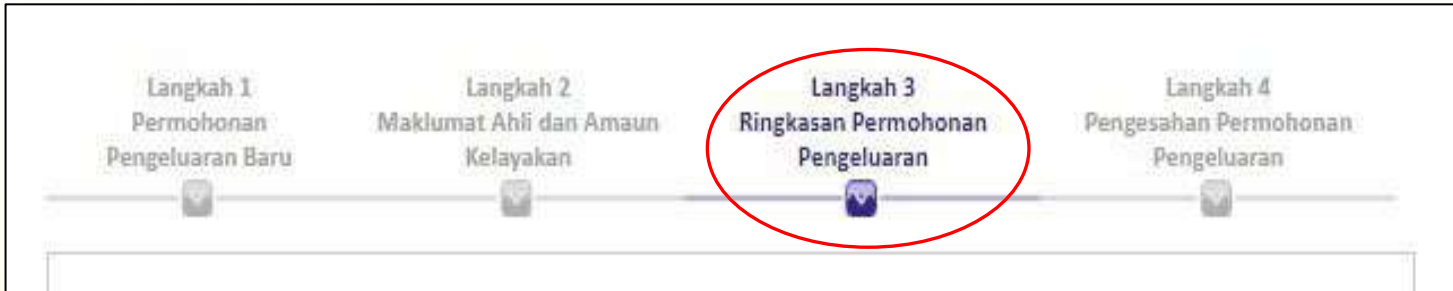 Langkah 1
Permohonan
Pengeluaran Baru
Langkah 2
Maklumat Ahli dan Amaun
Kelayakan
Langkah 3
Ringkasan Permohonan
Pengeluaran
Langkah 4
Pengesahan Permohonan
Pengeluaran